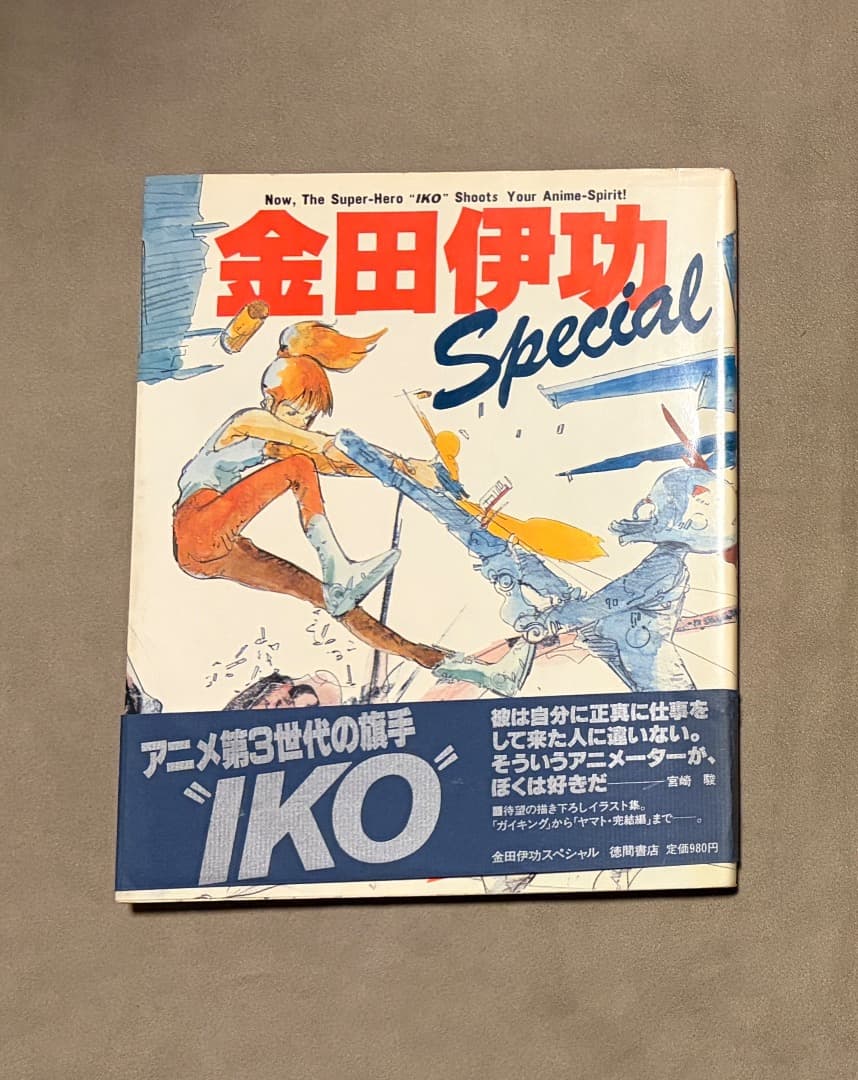 Now, The Super-Hero "IKO" Shoots Your Anime-Spirit!
金田伊功
Special
アニメ第3世代の旗手
"IKO"
彼は自分に正真に仕事を
して来た人に違いない。
そういうアニメーターが、
ぼくは好きだ———宮崎 駿
■待望の描き下ろしイラスト集。
「ガイキング」から「ヤマト・完結編」まで——。
金田伊功スペシャル 徳間書店 定価980円